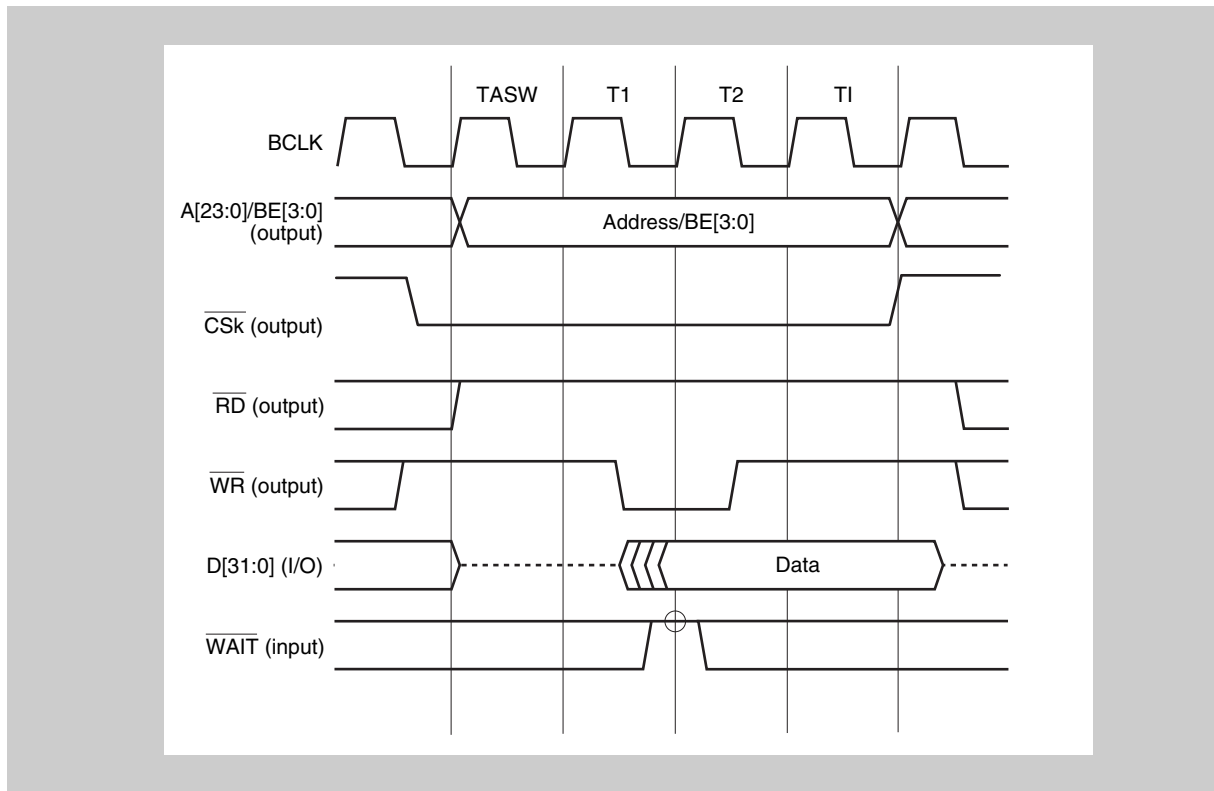 TASW T1 T2 TI
BCLK
A[23:0]/BE[3:0]
(output)
Address/BE[3:0]
CSk (output)
RD (output)
WR (output)
D[31:0] (I/O)
Data
WAIT (input)